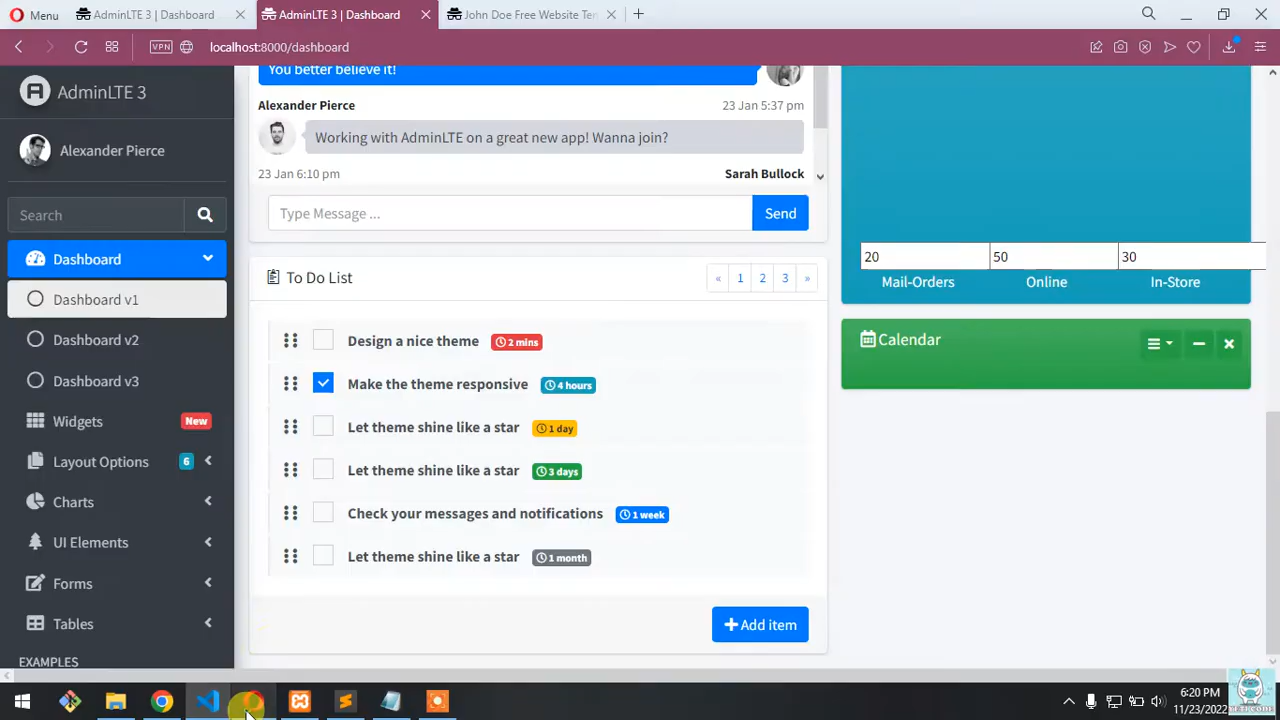 Menu
AdminLTE 3 | Dashboard
AdminLTE 3 | Dashboard
John Doe Free Website Tem
VPN
localhost:8000/dashboard
AdminLTE 3
Alexander Pierce
Search
Dashboard
Dashboard v1
Dashboard v2
Dashboard v3
Widgets New
Layout Options 6
Charts
UI Elements
Forms
Tables
EXAMPLES
You better believe it!
Alexander Pierce 23 Jan 5:37 pm
Working with AdminLTE on a great new app! Wanna join?
23 Jan 6:10 pm Sarah Bullock
Type Message ... Send
To Do List « 1 2 3 »
Design a nice theme 2 mins
Make the theme responsive 4 hours
Let theme shine like a star 1 day
Let theme shine like a star 3 days
Check your messages and notifications 1 week
Let theme shine like a star 1 month
Add item
20 50 30
Mail-Orders Online In-Store
Calendar
6:20 PM
11/23/2022